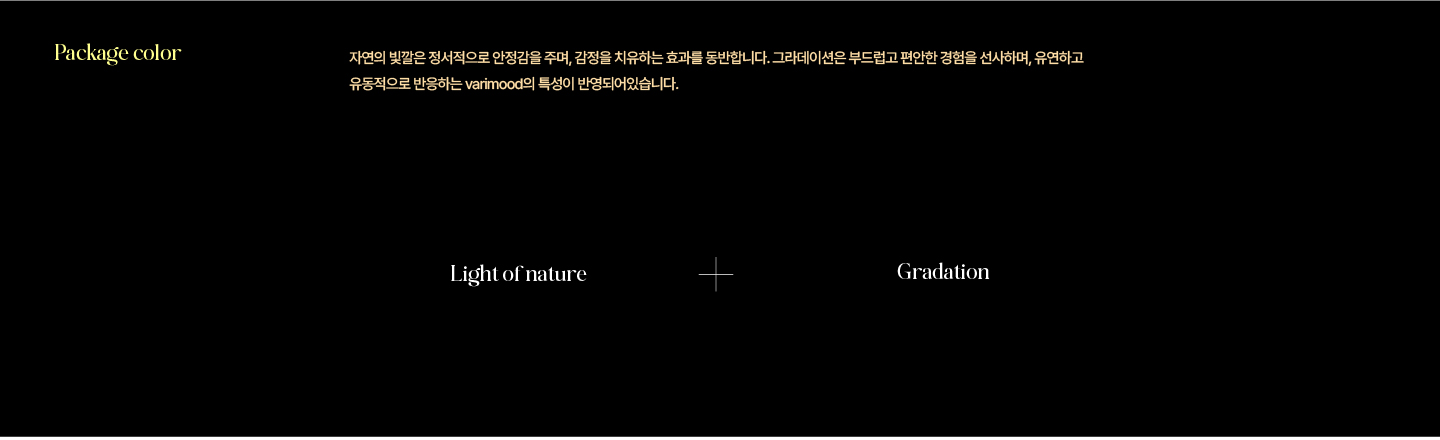 Package color
자연의 빛깔은 정서적으로 안정감을 주며, 감정을 치유하는 효과를 동반합니다. 그라데이션은 부드럽고 편안한 경험을 선사하며, 유연하고
유동적으로 반응하는 varimood의 특성이 반영되어있습니다.
Light of nature
Gradation